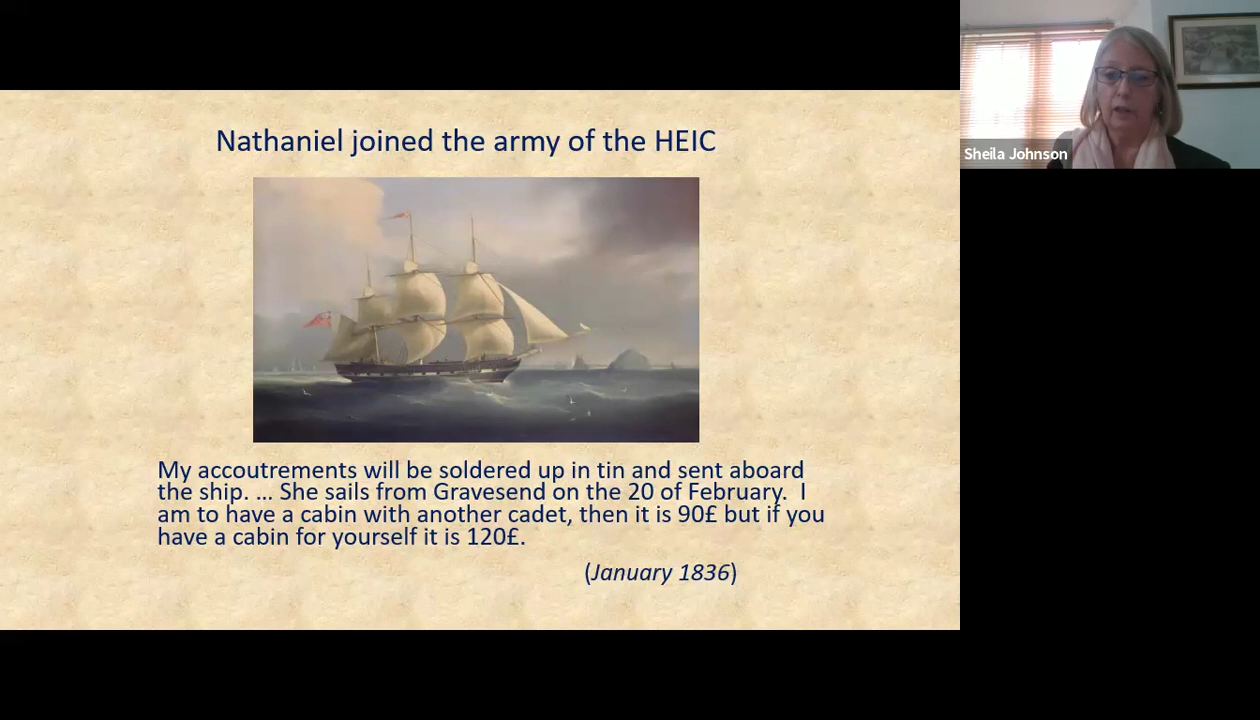 Nathaniel joined the army of the HEIC
Sheila Johnson
My accoutrements will be soldered up in tin and sent aboard
the ship. … She sails from Gravesend on the 20 of February.  I
am to have a cabin with another cadet, then it is 90£ but if you
have a cabin for yourself it is 120£.
(January 1836)